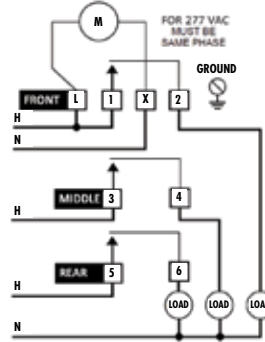 M
FOR 277 VAC
MUST BE
SAME PHASE
GROUND
FRONT L 1 X 2
H
N
MIDDLE 3 4
H
REAR 5 6
H
LOAD LOAD LOA
N